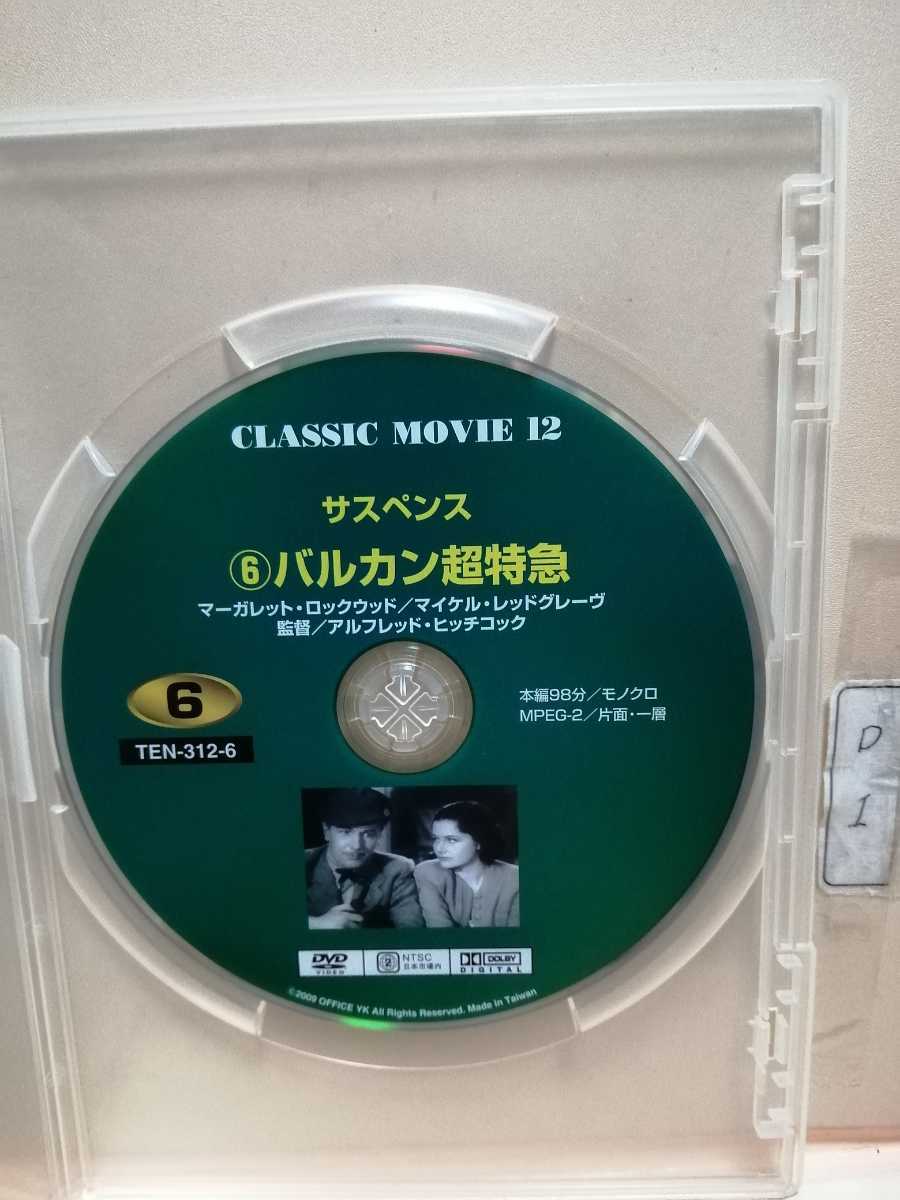 CLASSIC MOVIE 12
サスペンス
⑥バルカン超特急
マーガレット・ロックウッド／マイケル・レッドグレーヴ
監督／アルフレッド・ヒッチコック
6
TEN-312-6
本編98分／モノクロ
MPEG-2／片面・一層
DVD
VIDEO
2
NTSC
日本市場内
DOLBY
DIGITAL
©2009 OFFICE YK All Rights Reserved. Made in Taiwan
D
I